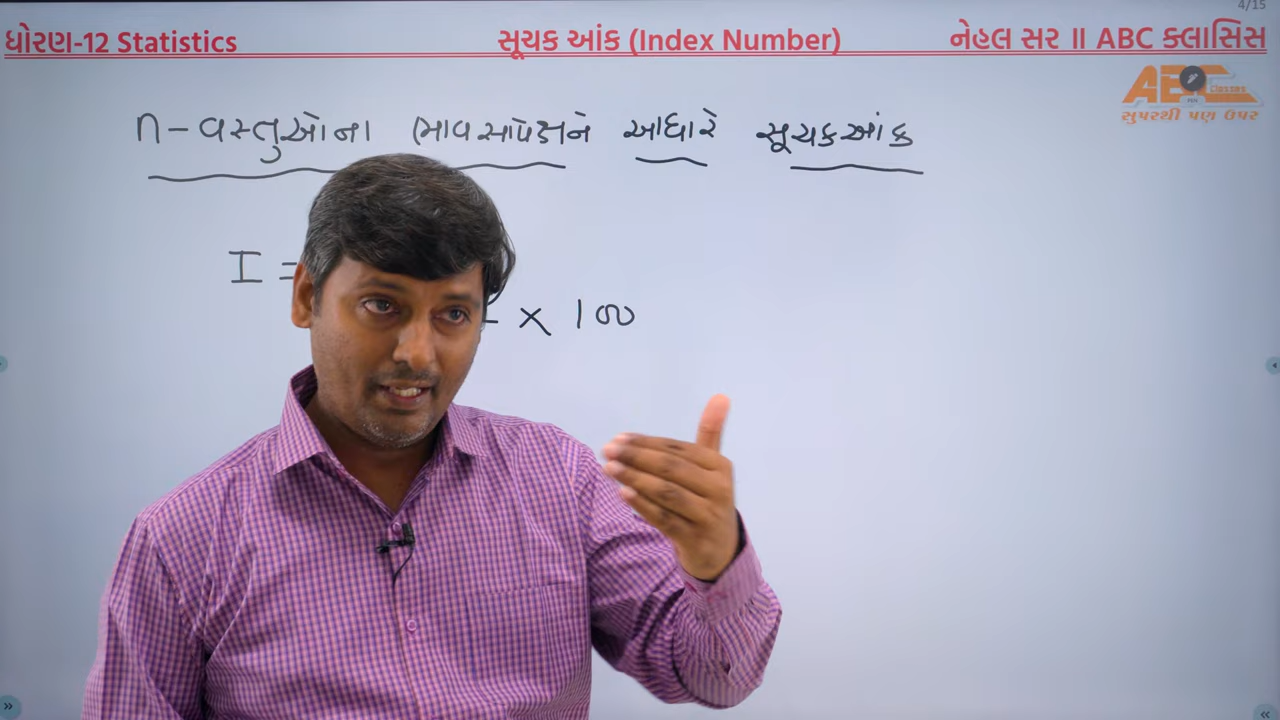 4/15
ધોરણ-12 Statistics
સૂચક આંક (Index Number)
નેહલ સર || ABC ક્લાસિસ
ABC Classes
સુપરથી પણ ઉપર
n - વસ્તુઓના ભાવસાપેક્ષને આધારે સૂચકઆંક
I =
× 100